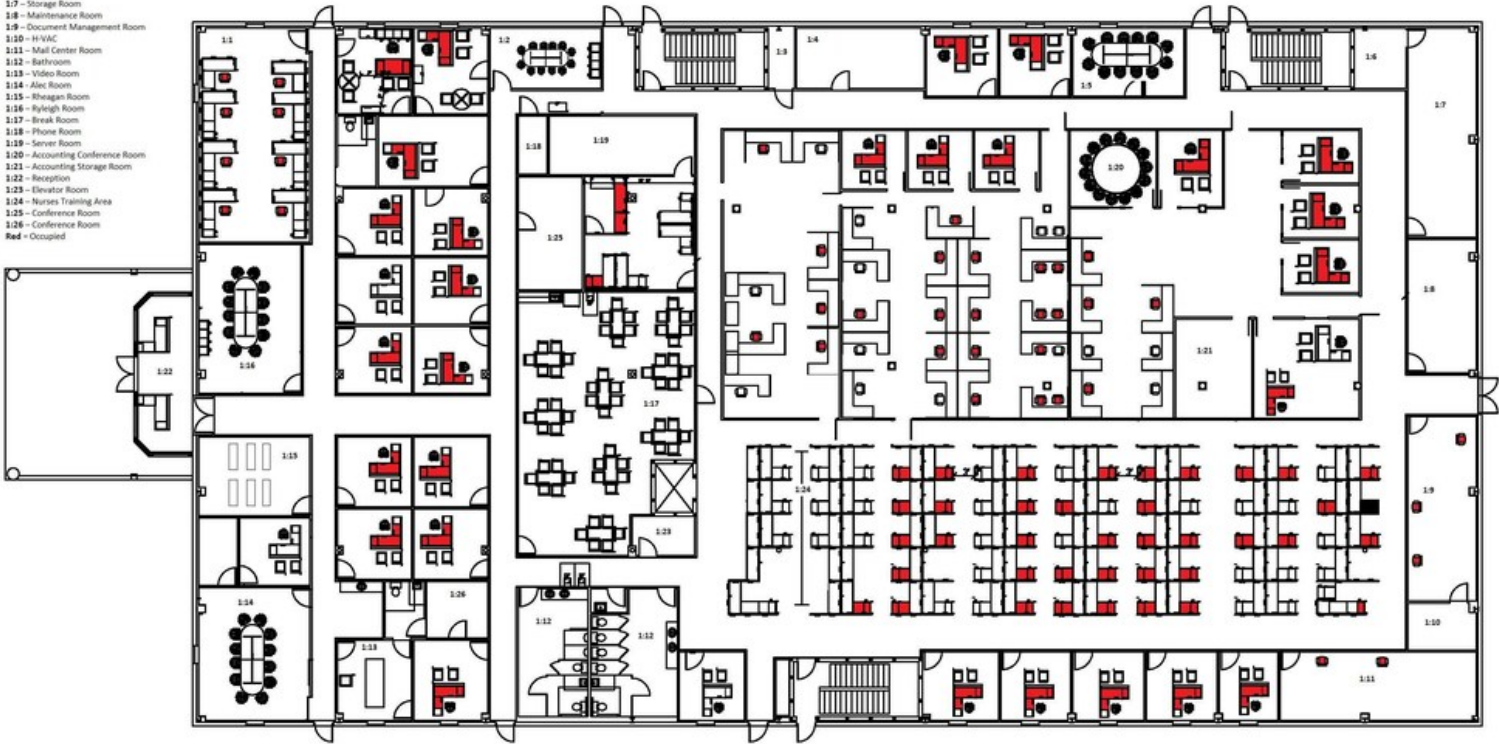 1:7 – Storage Room
1:8 – Maintenance Room
1:9 – Document Management Room
1:10 – H-VAC
1:11 – Mail Center Room
1:12 – Bathroom
1:13 – Video Room
1:14 – Alec Room
1:15 – Rheagan Room
1:16 – Ryleigh Room
1:17 – Break Room
1:18 – Phone Room
1:19 – Server Room
1:20 – Accounting Conference Room
1:21 – Accounting Storage Room
1:22 – Reception
1:23 – Elevator Room
1:24 – Nurses Training Area
1:25 – Conference Room
1:26 – Conference Room
Red = Occupied
1:1
1:2
1:3
1:4
1:5
1:6
1:7
1:18
1:19
1:20
1:25
1:8
1:16
1:22
1:17
1:21
1:15
1:24
1:9
1:23
1:14
1:26
1:12
1:12
1:10
1:13
1:11